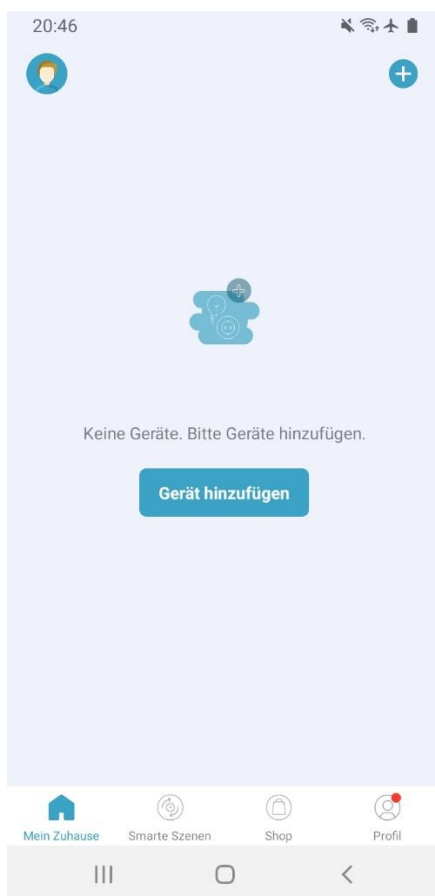 20:46
Keine Geräte. Bitte Geräte hinzufügen.
Gerät hinzufügen
Mein Zuhause
Smarte Szenen
Shop
Profil